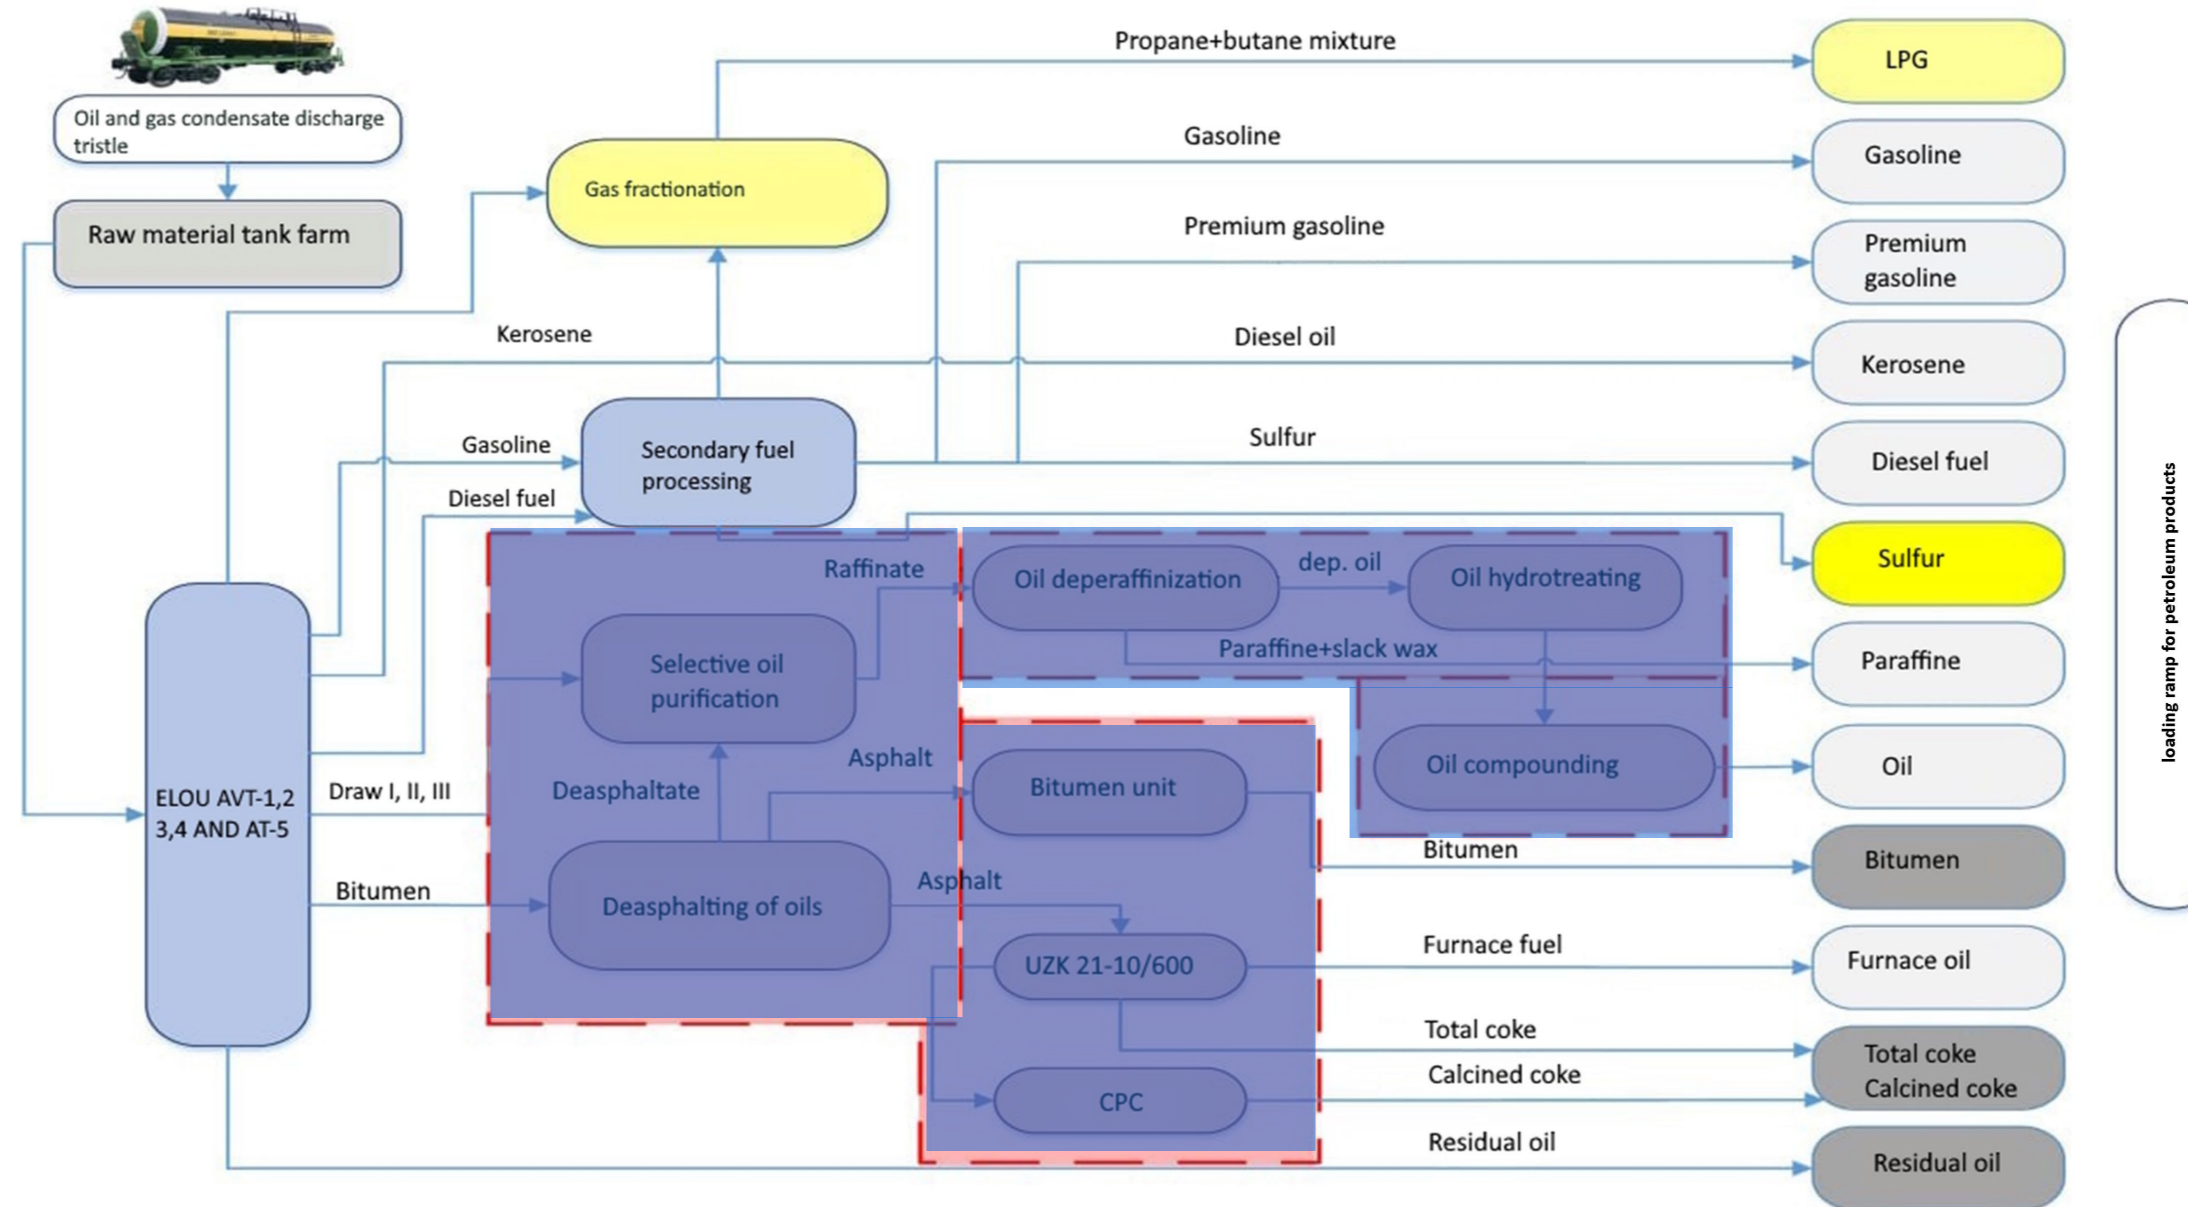 Oil and gas condensate discharge
tristle
Raw material tank farm
ELOU AVT-1,2
3,4 AND AT-5
Gas fractionation
Kerosene
Gasoline
Diesel fuel
Draw I, II, III
Bitumen
Secondary fuel
processing
Selective oil
purification
Deasphaltate
Deasphalting of oils
Raffinate
Asphalt
Asphalt
Oil deperaffinization
dep. oil
Oil hydrotreating
Paraffine+slack wax
Oil compounding
Bitumen unit
UZK 21-10/600
CPC
Propane+butane mixture
Gasoline
Premium gasoline
Diesel oil
Sulfur
Bitumen
Furnace fuel
Total coke
Calcined coke
Residual oil
LPG
Gasoline
Premium
gasoline
Kerosene
Diesel fuel
Sulfur
Paraffine
Oil
Bitumen
Furnace oil
Total coke
Calcined coke
Residual oil
loading ramp for petroleum products